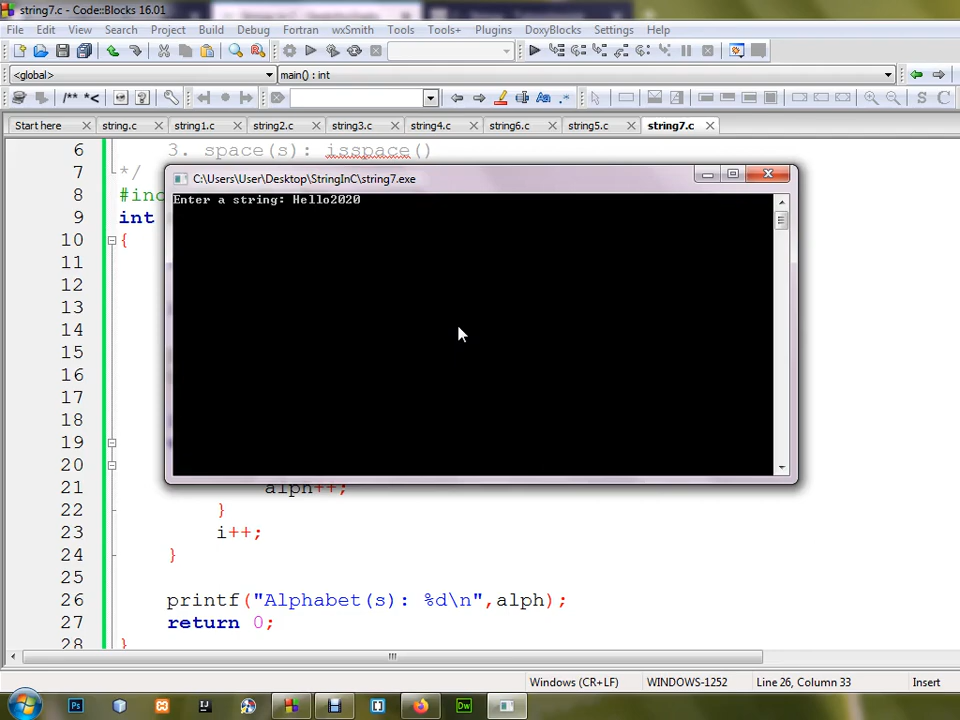 string7.c - Code::Blocks 16.01
File Edit View Search Project Build Debug Fortran wxSmith Tools Tools+ Plugins DoxyBlocks Settings Help
<global> main() : int
/** *<
Start here string.c string1.c string2.c string3.c string4.c string6.c string5.c string7.c
6 3. space(s): isspace()
7 */
8 #inc
9 int
10 {
11
12
13
14
15
16
17
18
19
20
21 alph++;
22 }
23 i++;
24 }
25
26 printf("Alphabet(s): %d\n",alph);
27 return 0;
28 }
C:\Users\User\Desktop\StringInC\string7.exe
Enter a string: Hello2020
Windows (CR+LF) WINDOWS-1252 Line 26, Column 33 Insert
Ps Dw